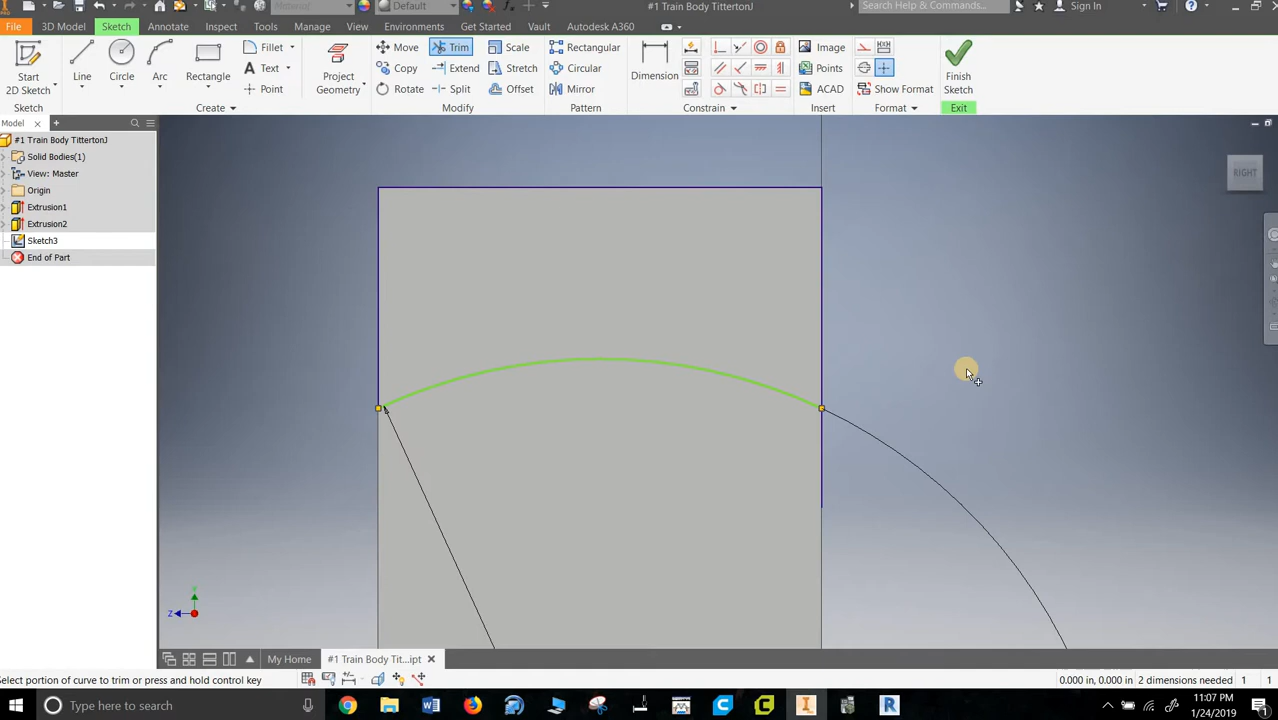 Default
#1 Train Body TittertonJ
Search Help & Commands...
Sign In
File 3D Model Sketch Annotate Inspect Tools Manage View Environments Get Started Vault Autodesk A360
Start
2D Sketch
Line
Circle
Arc
Rectangle
Fillet
Text
Point
Project
Geometry
Move
Copy
Rotate
Trim
Extend
Split
Scale
Stretch
Offset
Rectangular
Circular
Mirror
Dimension
Image
Points
ACAD
Show Format
Finish
Sketch
Sketch Create Modify Pattern Constrain Insert Format Exit
Model
#1 Train Body TittertonJ
Solid Bodies(1)
View: Master
Origin
Extrusion1
Extrusion2
Sketch3
End of Part
RIGHT
Z
My Home #1 Train Body Tit...ipt
Select portion of curve to trim or press and hold control key
0.000 in, 0.000 in 2 dimensions needed 1 1
Type here to search
11:07 PM
1/24/2019